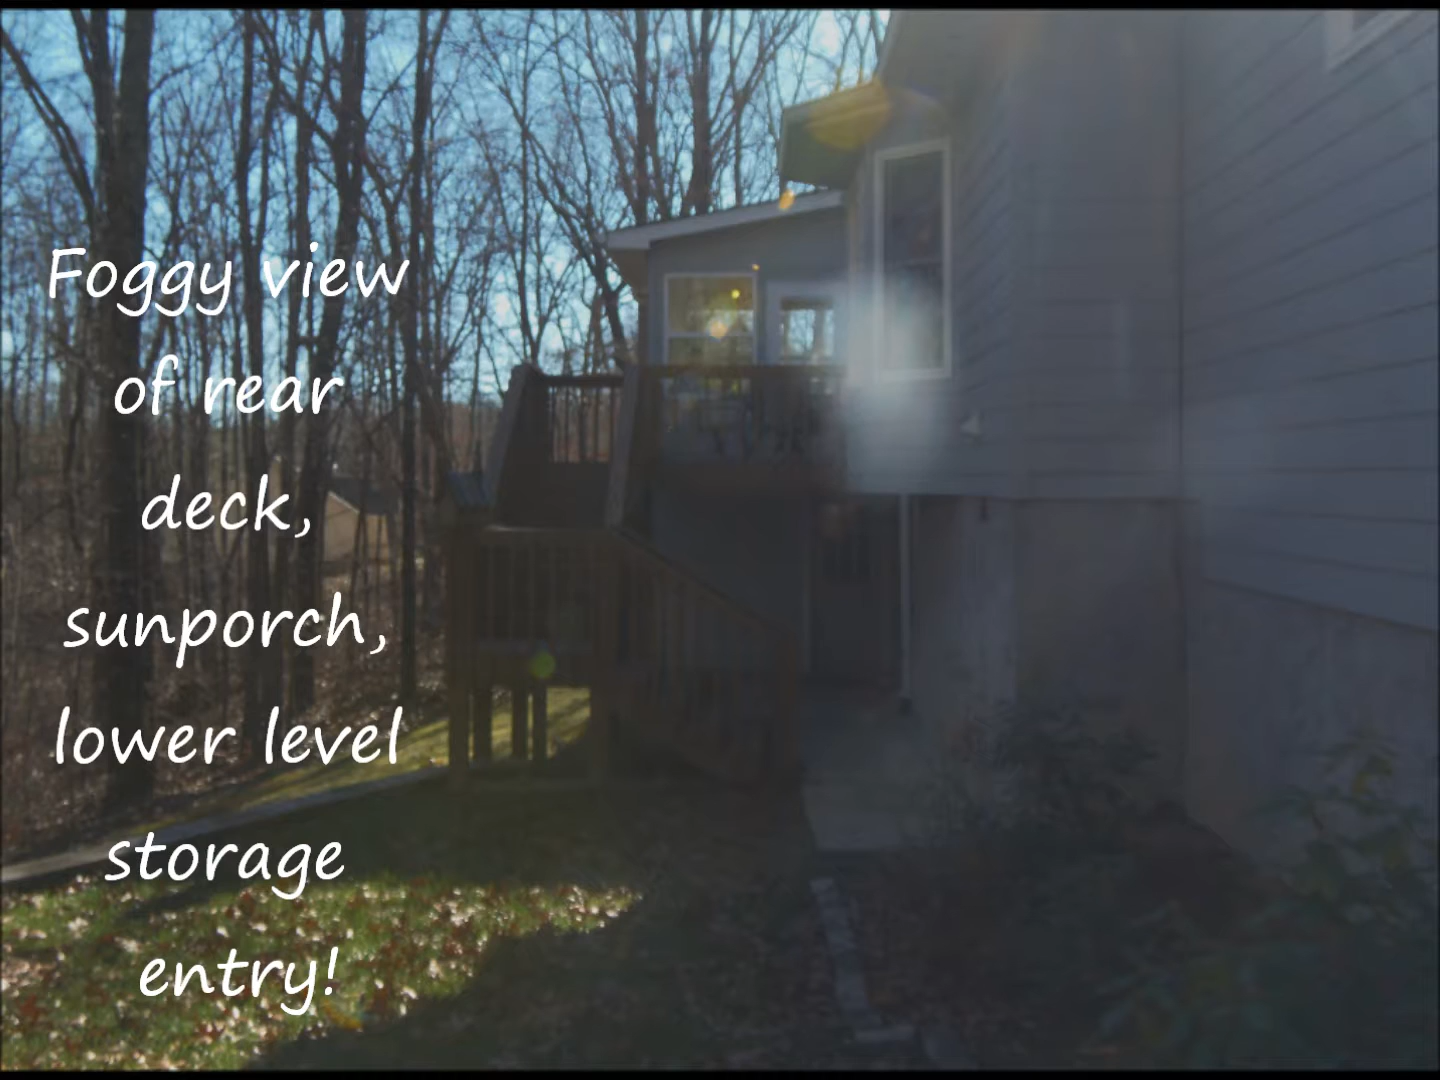 Foggy view
of rear
deck,
sunporch,
lower level
storage
entry!